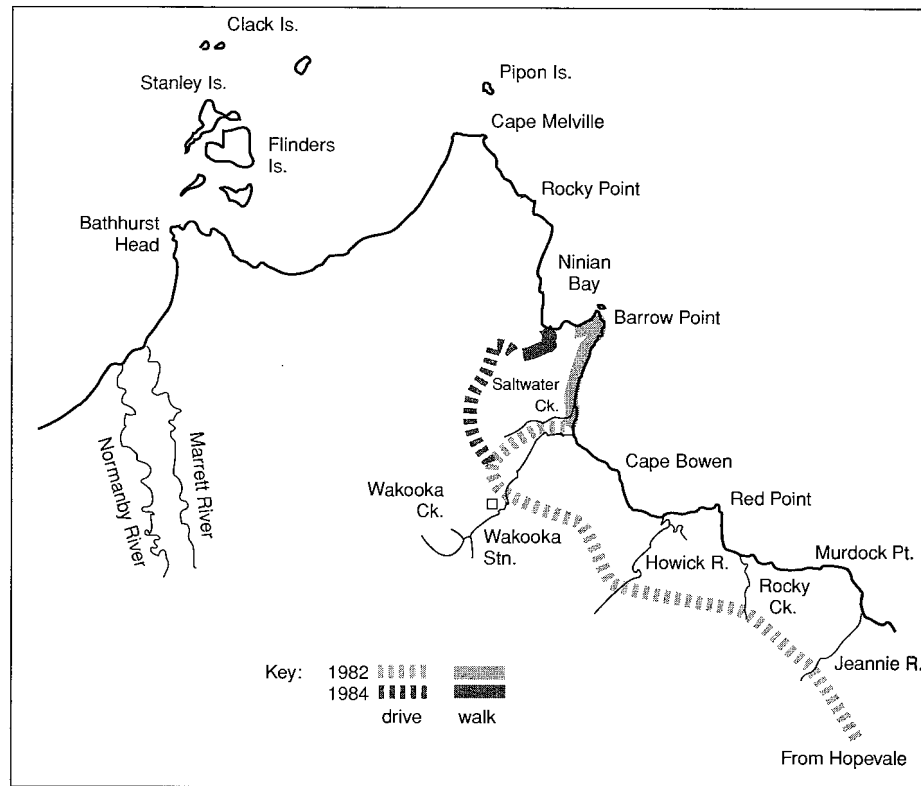 Clack Is.
Stanley Is.
Pipon Is.
Cape Melville
Flinders
Is.
Rocky Point
Bathhurst
Head
Ninian
Bay
Barrow Point
Saltwater
Ck.
Normanby River
Marrett River
Cape Bowen
Wakooka
Ck.
Red Point
Wakooka
Stn.
Howick R.
Murdock Pt.
Rocky
Ck.
Jeannie R.
Key: 1982
1984
drive walk
From Hopevale